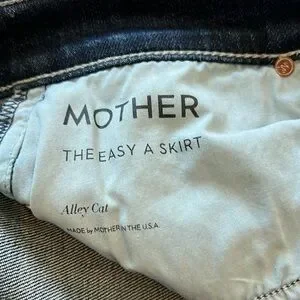 MOTHER
THE EASY A SKIRT
Alley Cat
MADE by MOTHER IN THE U.S.A.